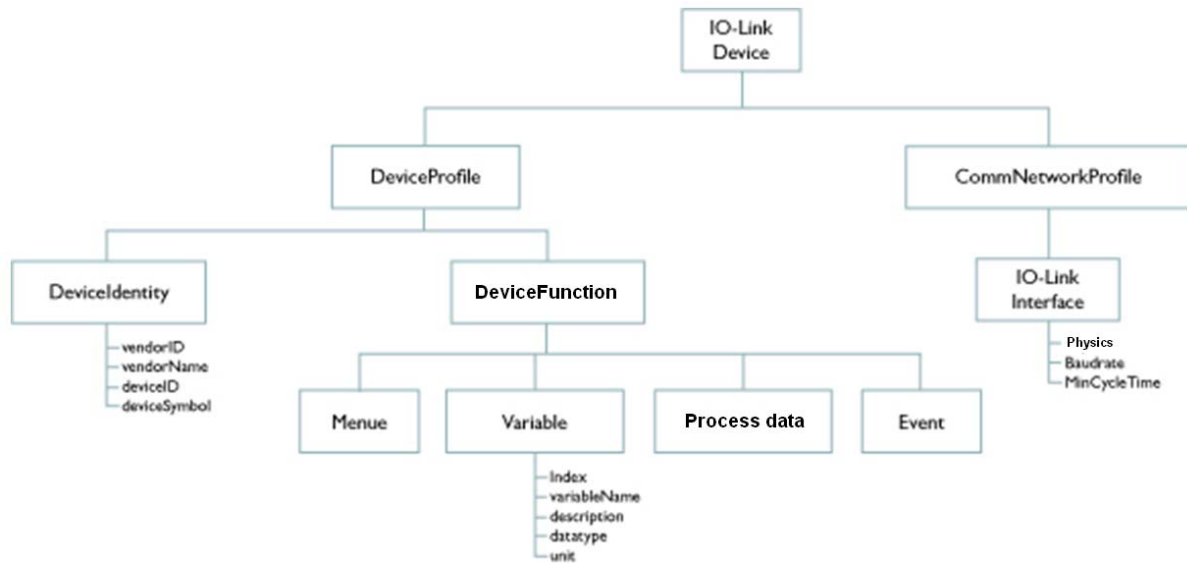 IO-Link
Device
DeviceProfile
CommNetworkProfile
DeviceIdentity
DeviceFunction
IO-Link
Interface
vendorID
vendorName
deviceID
deviceSymbol
Physics
Baudrate
MinCycleTime
Menue
Variable
Process data
Event
Index
variableName
description
datatype
unit